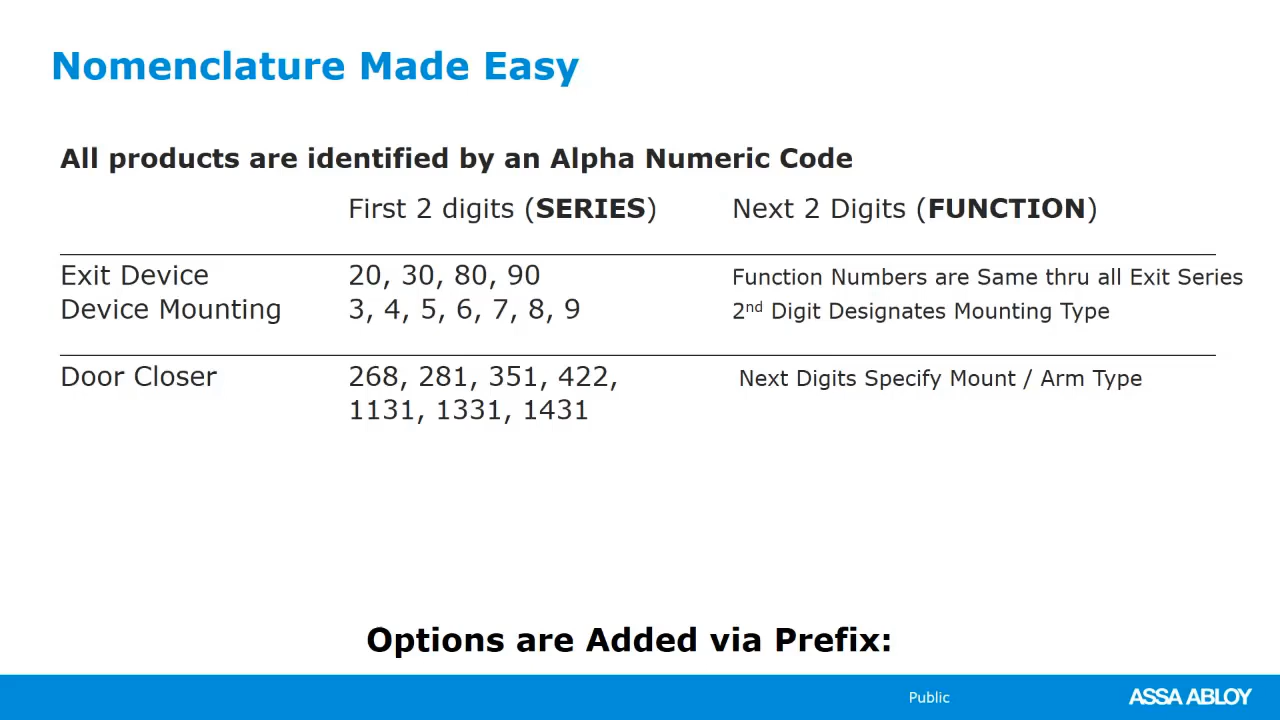 Nomenclature Made Easy
All products are identified by an Alpha Numeric Code
First 2 digits (SERIES) Next 2 Digits (FUNCTION)
Exit Device 20, 30, 80, 90 Function Numbers are Same thru all Exit Series
Device Mounting 3, 4, 5, 6, 7, 8, 9 2nd Digit Designates Mounting Type
Door Closer 268, 281, 351, 422, Next Digits Specify Mount / Arm Type
1131, 1331, 1431
Options are Added via Prefix:
Public ASSA ABLOY